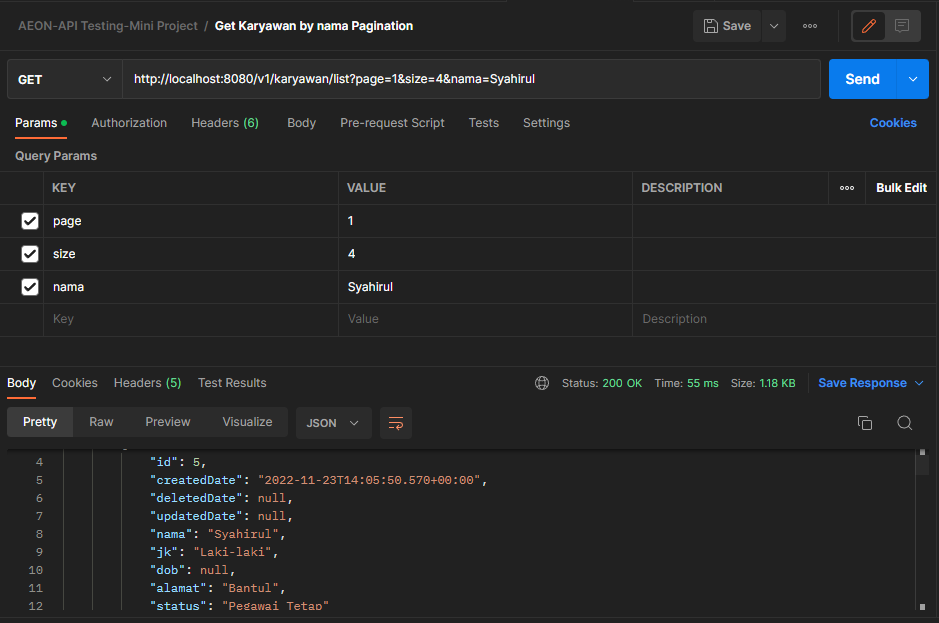 AEON-API Testing-Mini Project / Get Karyawan by nama Pagination Save
GET http://localhost:8080/v1/karyawan/list?page=1&size=4&nama=Syahirul Send
Params Authorization Headers (6) Body Pre-request Script Tests Settings Cookies
Query Params
KEY VALUE DESCRIPTION Bulk Edit
page 1
size 4
nama Syahirul
Key Value Description
Body Cookies Headers (5) Test Results Status: 200 OK Time: 55 ms Size: 1.18 KB Save Response
Pretty Raw Preview Visualize JSON
4 "id": 5,
5 "createdDate": "2022-11-23T14:05:50.570+00:00",
6 "deletedDate": null,
7 "updatedDate": null,
8 "nama": "Syahirul",
9 "jk": "Laki-laki",
10 "dob": null,
11 "alamat": "Bantul",
12 "status": "Pegawai Tetap"